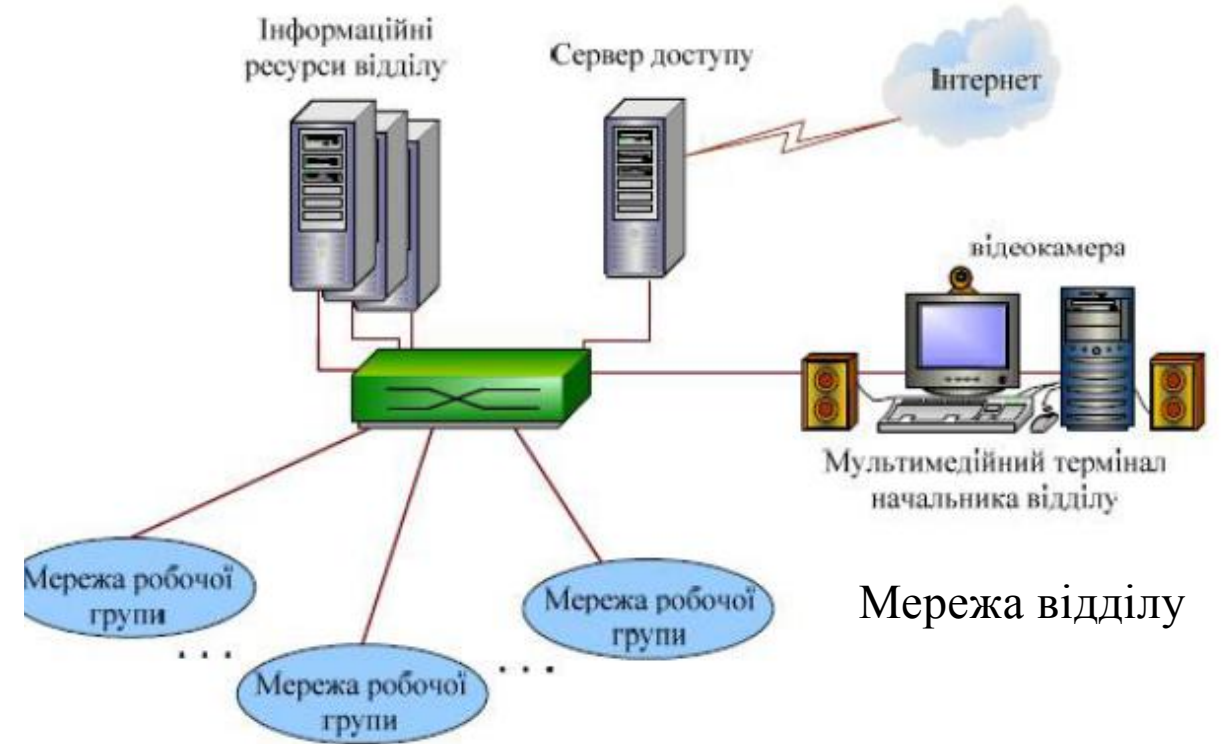 Інформаційні
ресурси відділу
Сервер доступу
Інтернет
відеокамера
Мультимедійний термінал
начальника відділу
Мережа робочої
групи
Мережа робочої
групи
Мережа відділу
. . .
. . .
Мережа робочої
групи